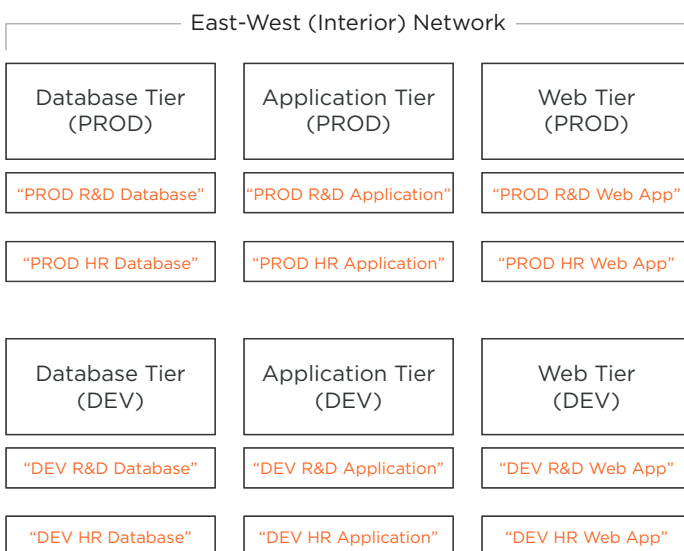 East-West (Interior) Network
Database Tier
(PROD)
Application Tier
(PROD)
Web Tier
(PROD)
“PROD R&D Database”
“PROD R&D Application”
“PROD R&D Web App”
“PROD HR Database”
“PROD HR Application”
“PROD HR Web App”
Database Tier
(DEV)
Application Tier
(DEV)
Web Tier
(DEV)
“DEV R&D Database”
“DEV R&D Application”
“DEV R&D Web App”
“DEV HR Database”
“DEV HR Application”
“DEV HR Web App”